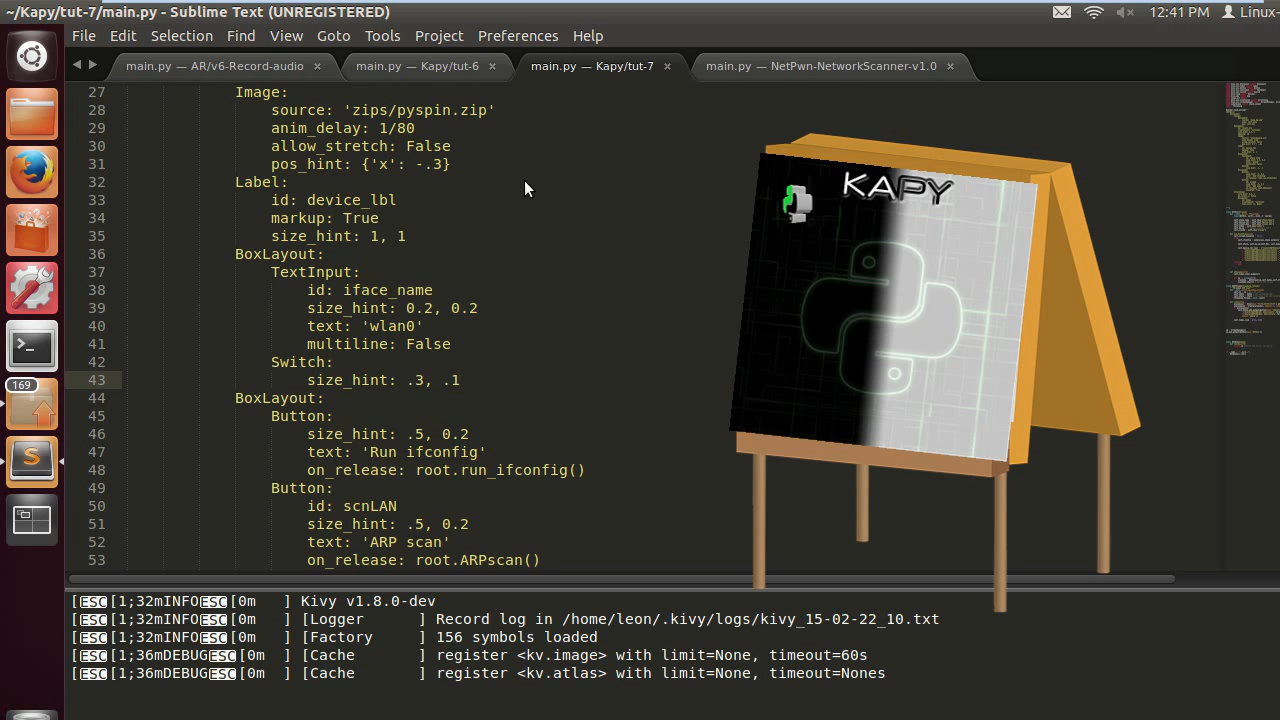 ~/Kapy/tut-7/main.py - Sublime Text (UNREGISTERED)
12:41 PM
Linux-
File Edit Selection Find View Goto Tools Project Preferences Help
main.py — AR/v6-Record-audio × main.py — Kapy/tut-6 × main.py — Kapy/tut-7 × main.py — NetPwn-NetworkScanner-v1.0 ×
27 Image:
28 source: 'zips/pyspin.zip'
29 anim_delay: 1/80
30 allow_stretch: False
31 pos_hint: {'x': -.3}
32 Label:
33 id: device_lbl
34 markup: True
35 size_hint: 1, 1
36 BoxLayout:
37 TextInput:
38 id: iface_name
39 size_hint: 0.2, 0.2
40 text: 'wlan0'
41 multiline: False
42 Switch:
43 size_hint: .3, .1
44 BoxLayout:
45 Button:
46 size_hint: .5, 0.2
47 text: 'Run ifconfig'
48 on_release: root.run_ifconfig()
49 Button:
50 id: scnLAN
51 size_hint: .5, 0.2
52 text: 'ARP scan'
53 on_release: root.ARPscan()
KAPY
169
S
[ESC[1;32mINFOESC[0m ] Kivy v1.8.0-dev
[ESC[1;32mINFOESC[0m ] [Logger ] Record log in /home/leon/.kivy/logs/kivy_15-02-22_10.txt
[ESC[1;32mINFOESC[0m ] [Factory ] 156 symbols loaded
[ESC[1;36mDEBUGESC[0m ] [Cache ] register <kv.image> with limit=None, timeout=60s
[ESC[1;36mDEBUGESC[0m ] [Cache ] register <kv.atlas> with limit=None, timeout=Nones